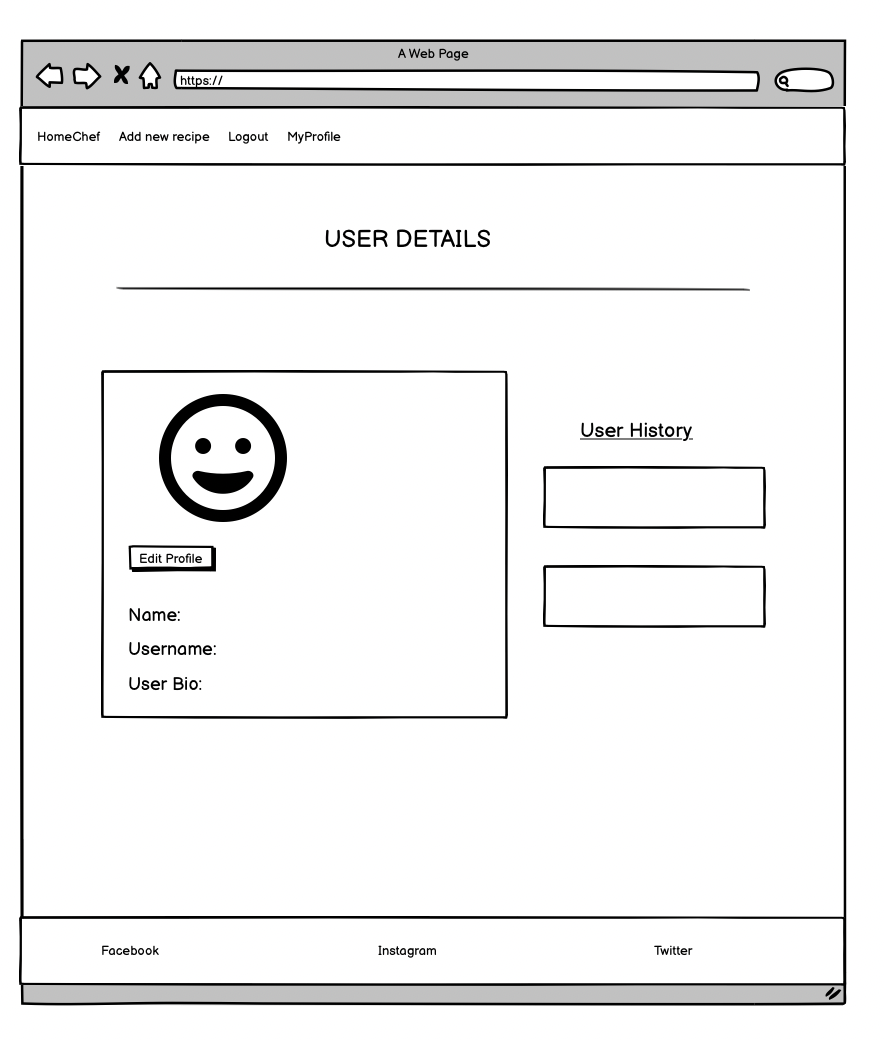 A Web Page
https://
HomeChef Add new recipe Logout MyProfile
USER DETAILS
User History
Edit Profile
Name:
Username:
User Bio:
Facebook Instagram Twitter